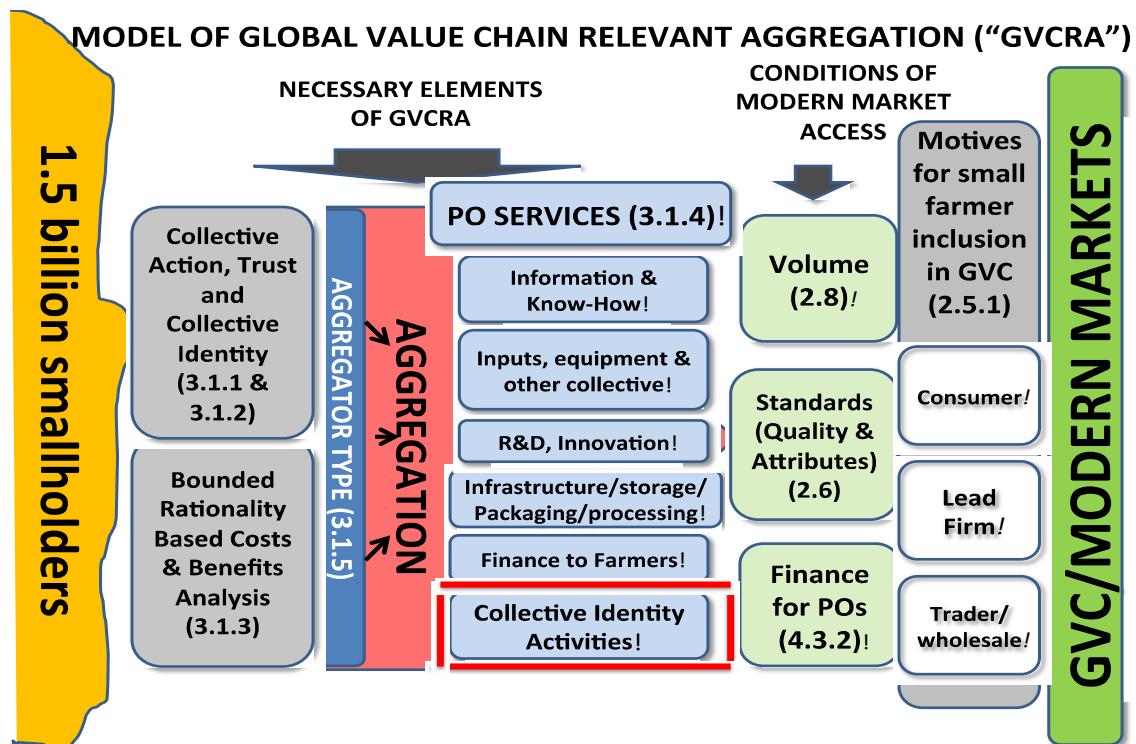 MODEL OF GLOBAL VALUE CHAIN RELEVANT AGGREGATION (“GVCRA”)
NECESSARY ELEMENTS
OF GVCRA
CONDITIONS OF
MODERN MARKET
ACCESS
1.5 billion smallholders
Collective
Action, Trust
and
Collective
Identity
(3.1.1 &
3.1.2)
Bounded
Rationality
Based Costs
& Benefits
Analysis
(3.1.3)
AGGREGATOR TYPE (3.1.5)
AGGREGATION
PO SERVICES (3.1.4)!
Information &
Know-How!
Inputs, equipment &
other collective!
R&D, Innovation!
Infrastructure/storage/
Packaging/processing!
Finance to Farmers!
Collective Identity
Activities!
Volume
(2.8)!
Standards
(Quality &
Attributes)
(2.6)
Finance
for POs
(4.3.2)!
Motives
for small
farmer
inclusion
in GVC
(2.5.1)
Consumer!
Lead
Firm!
Trader/
wholesale!
GVC/MODERN MARKETS